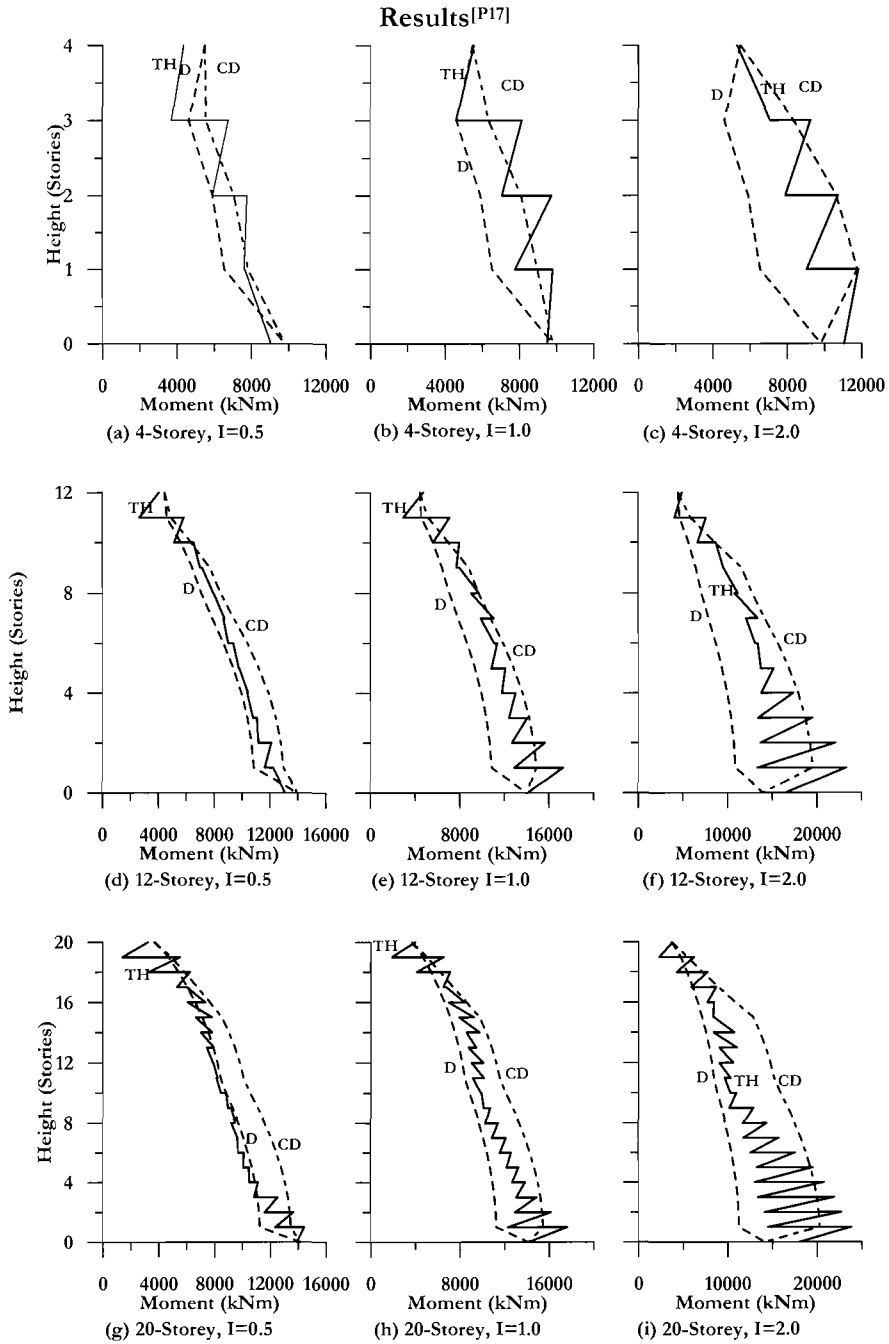 Results[P17]
4
3
2
1
0
Height (Stories)
TH
D
CD
0 4000 8000 12000
Moment (kNm)
(a) 4-Storey, I=0.5
TH
CD
D
0 4000 8000 12000
Moment (kNm)
(b) 4-Storey, I=1.0
D
TH
CD
0 4000 8000 12000
Moment (kNm)
(c) 4-Storey, I=2.0
12
8
4
0
Height (Stories)
TH
D
CD
0 4000 8000 12000 16000
Moment (kNm)
(d) 12-Storey, I=0.5
TH
D
CD
0 8000 16000
Moment (kNm)
(e) 12-Storey I=1.0
TH
D
CD
0 10000 20000
Moment (kNm)
(f) 12-Storey, I=2.0
20
16
12
8
4
0
Height (Stories)
TH
D
CD
0 4000 8000 12000 16000
Moment (kNm)
(g) 20-Storey, I=0.5
TH
D
CD
0 8000 16000
Moment (kNm)
(h) 20-Storey, I=1.0
D
TH
CD
0 10000 20000
Moment (kNm)
(i) 20-Storey, I=2.0